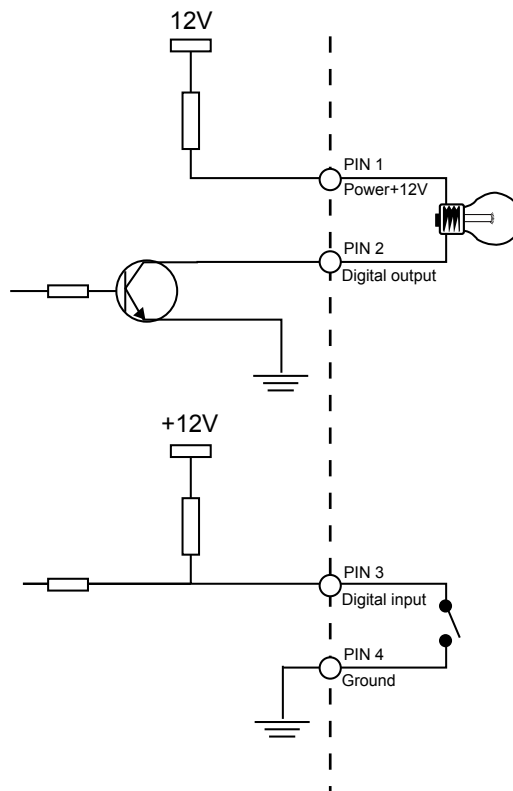 12V
PIN 1
Power+12V
PIN 2
Digital output
+12V
PIN 3
Digital input
PIN 4
Ground